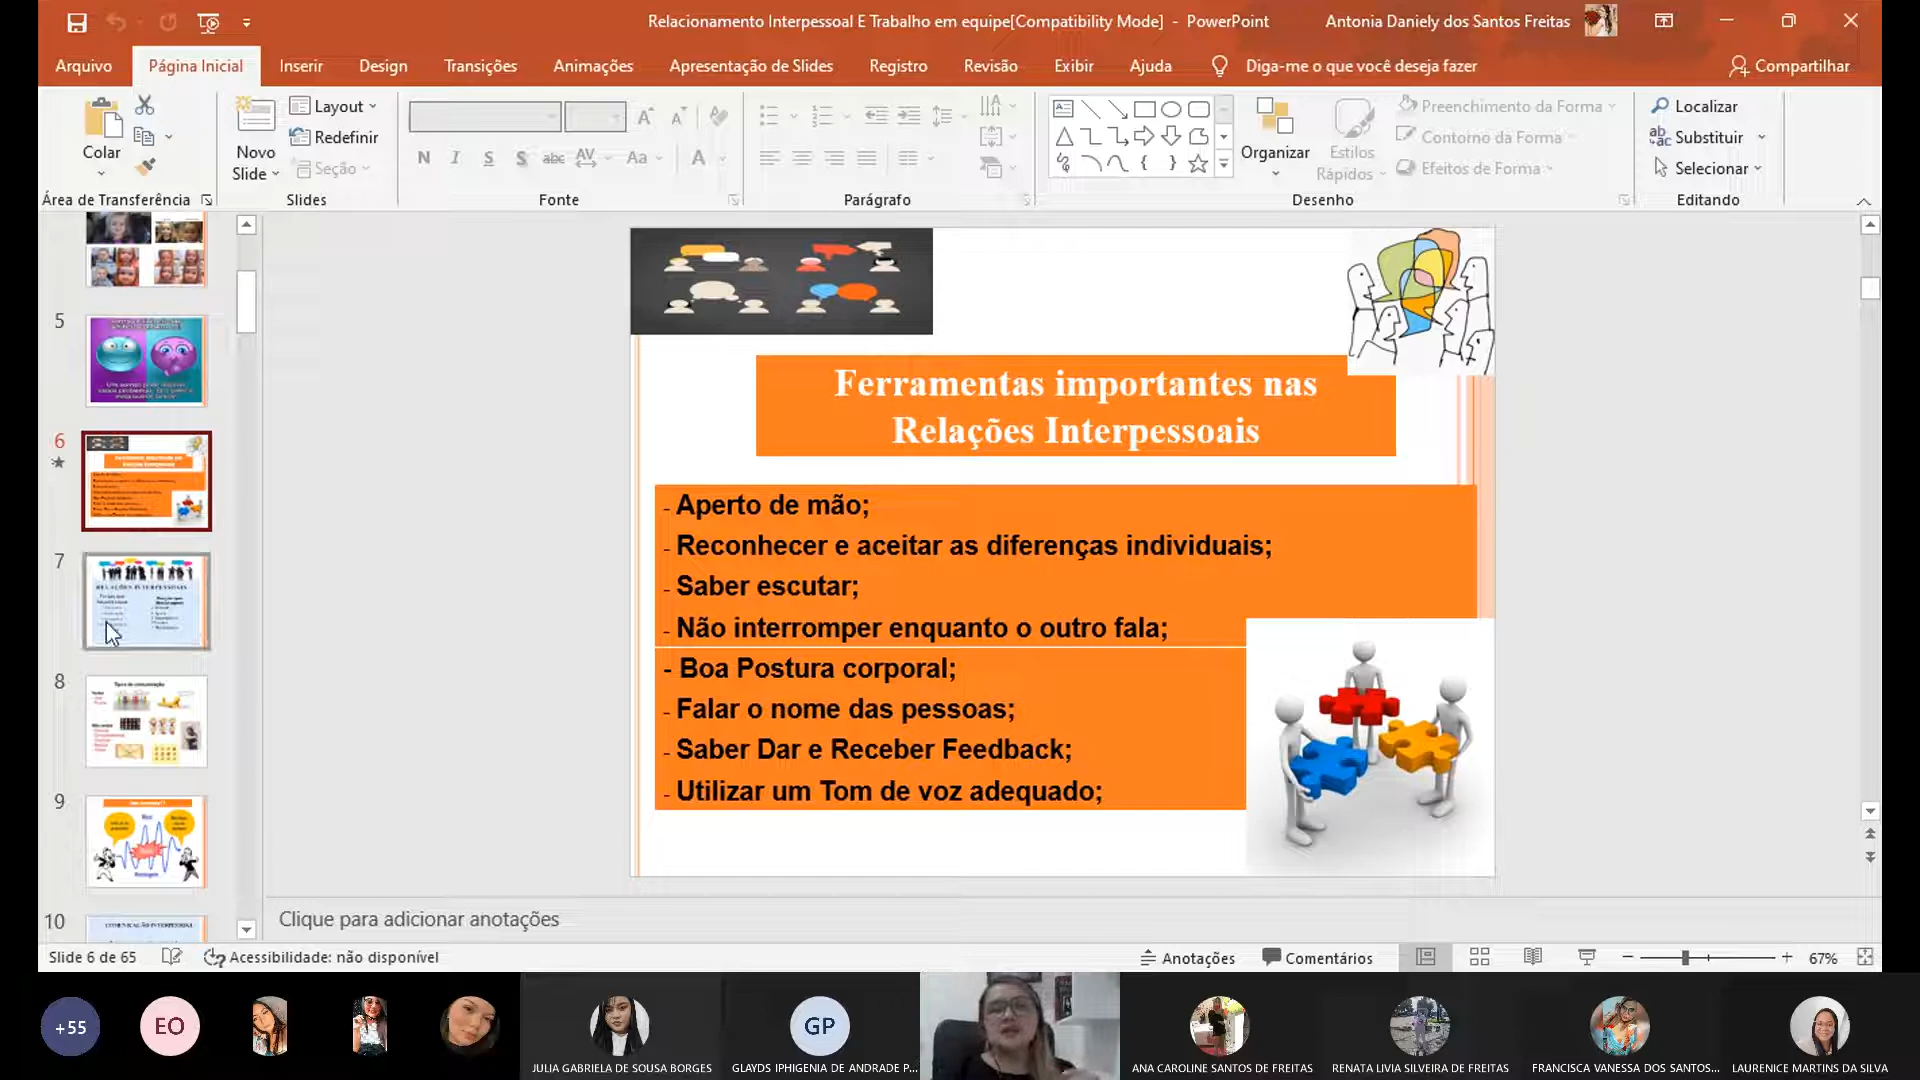 Relacionamento Interpessoal E Trabalho em equipe[Compatibility Mode] - PowerPoint
Antonia Daniely dos Santos Freitas
Arquivo
Página Inicial
Inserir
Design
Transições
Animações
Apresentação de Slides
Registro
Revisão
Exibir
Ajuda
Diga-me o que você deseja fazer
Compartilhar
Colar
Novo
Slide
Layout
Redefinir
Seção
N I S S abc AV Aa A
Organizar
Estilos
Rápidos
Preenchimento da Forma
Contorno da Forma
Efeitos de Forma
Localizar
Substituir
Selecionar
Área de Transferência
Slides
Fonte
Parágrafo
Desenho
Editando
5
6
7
8
9
10
Ferramentas importantes nas
Relações Interpessoais
- Aperto de mão;
- Reconhecer e aceitar as diferenças individuais;
- Saber escutar;
- Não interromper enquanto o outro fala;
- Boa Postura corporal;
- Falar o nome das pessoas;
- Saber Dar e Receber Feedback;
- Utilizar um Tom de voz adequado;
Clique para adicionar anotações
Slide 6 de 65
Acessibilidade: não disponível
Anotações
Comentários
67%
+55
EO
GP
JULIA GABRIELA DE SOUSA BORGES
GLAYDS IPHIGENIA DE ANDRADE P...
ANA CAROLINE SANTOS DE FREITAS
RENATA LIVIA SILVEIRA DE FREITAS
FRANCISCA VANESSA DOS SANTOS...
LAURENICE MARTINS DA SILVA